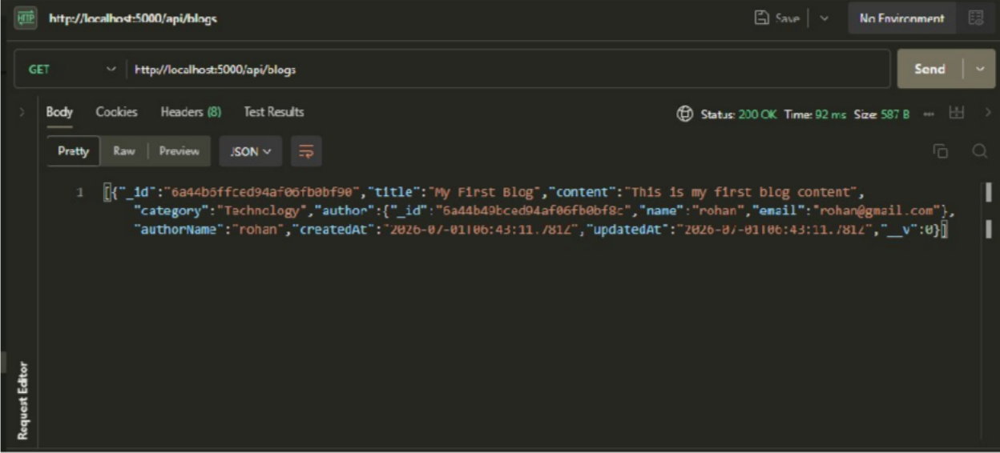 HTTP http://localhost:5000/api/blogs Save No Environment
GET http://localhost:5000/api/blogs Send
Body Cookies Headers (8) Test Results Status: 200 OK Time: 92 ms Size: 587 B
Pretty Raw Preview JSON
1 [{"_id":"6a44b6ffced94af06fb0bf90","title":"My First Blog","content":"This is my first blog content",
"category":"Technology","author":{"_id":"6a44b49bced94af06fb0bf8c","name":"rohan","email":"rohan@gmail.com"},
"authorName":"rohan","createdAt":"2026-07-01T06:43:11.781Z","updatedAt":"2026-07-01T06:43:11.781Z","__v":0}]
Request Editor